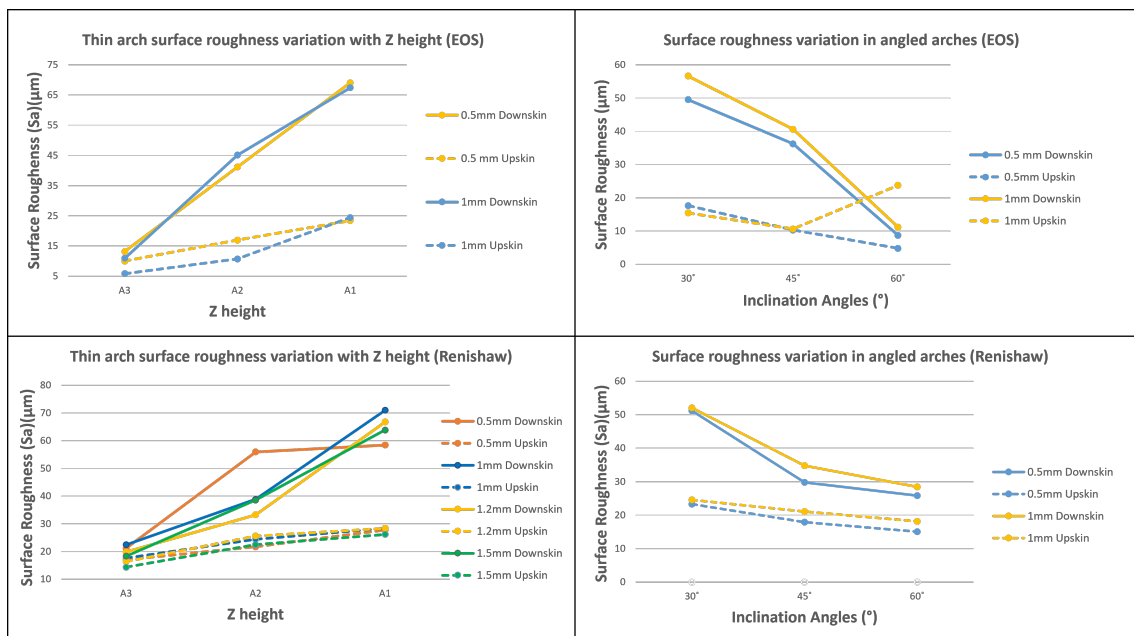 Thin arch surface roughness variation with Z height (EOS)
Surface Roughenss (Sa)(µm)
75
65
55
45
35
25
15
5
A3
A2
A1
Z height
0.5mm Downskin
0.5 mm Upskin
1mm Downskin
1mm Upskin
Surface roughness variation in angled arches (EOS)
Surface Roughness (µm)
60
50
40
30
20
10
0
30˚
45˚
60˚
Inclination Angles (°)
0.5 mm Downskin
0.5mm Upskin
1mm Downskin
1mm Upskin
Thin arch surface roughness variation with Z height (Renishaw)
Surface Roughness (Sa)(µm)
80
70
60
50
40
30
20
10
A3
A2
A1
Z height
0.5mm Downskin
0.5mm Upskin
1mm Downskin
1mm Upskin
1.2mm Downskin
1.2mm Upskin
1.5mm Downskin
1.5mm Upskin
Surface roughness variation in angled arches (Renishaw)
Surface Roughness (Sa)(µm)
60
50
40
30
20
10
0
30˚
45˚
60˚
Inclination Angles (°)
0.5mm Downskin
0.5mm Upskin
1mm Downskin
1mm Upskin